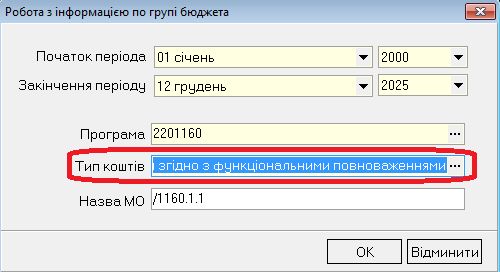 Робота з інформацією по групі бюджета
Початок періода 01 січень 2000
Закінчення періоду 12 грудень 2025
Програма 2201160 ...
Тип коштів згідно з функціональними повноваженнями ...
Назва МО /1160.1.1
OK Відминити